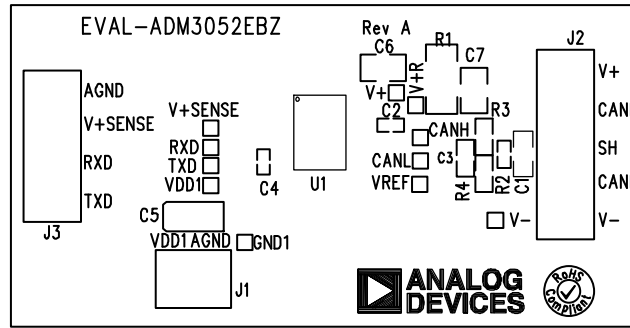 EVAL-ADM3052EBZ
Rev A
C6
R1
C7
J2
V+
V+R
V+
AGND
V+SENSE
RXD
TXD
J3
V+SENSE
RXD
TXD
VDD1
C4
U1
C2
CANH
CANL
VREF
C3
R3
R4
R2
C1
CAN
SH
CAN
V-
V-
C5
VDD1 AGND
GND1
J1
ANALOG
DEVICES
RoHS
Compliant